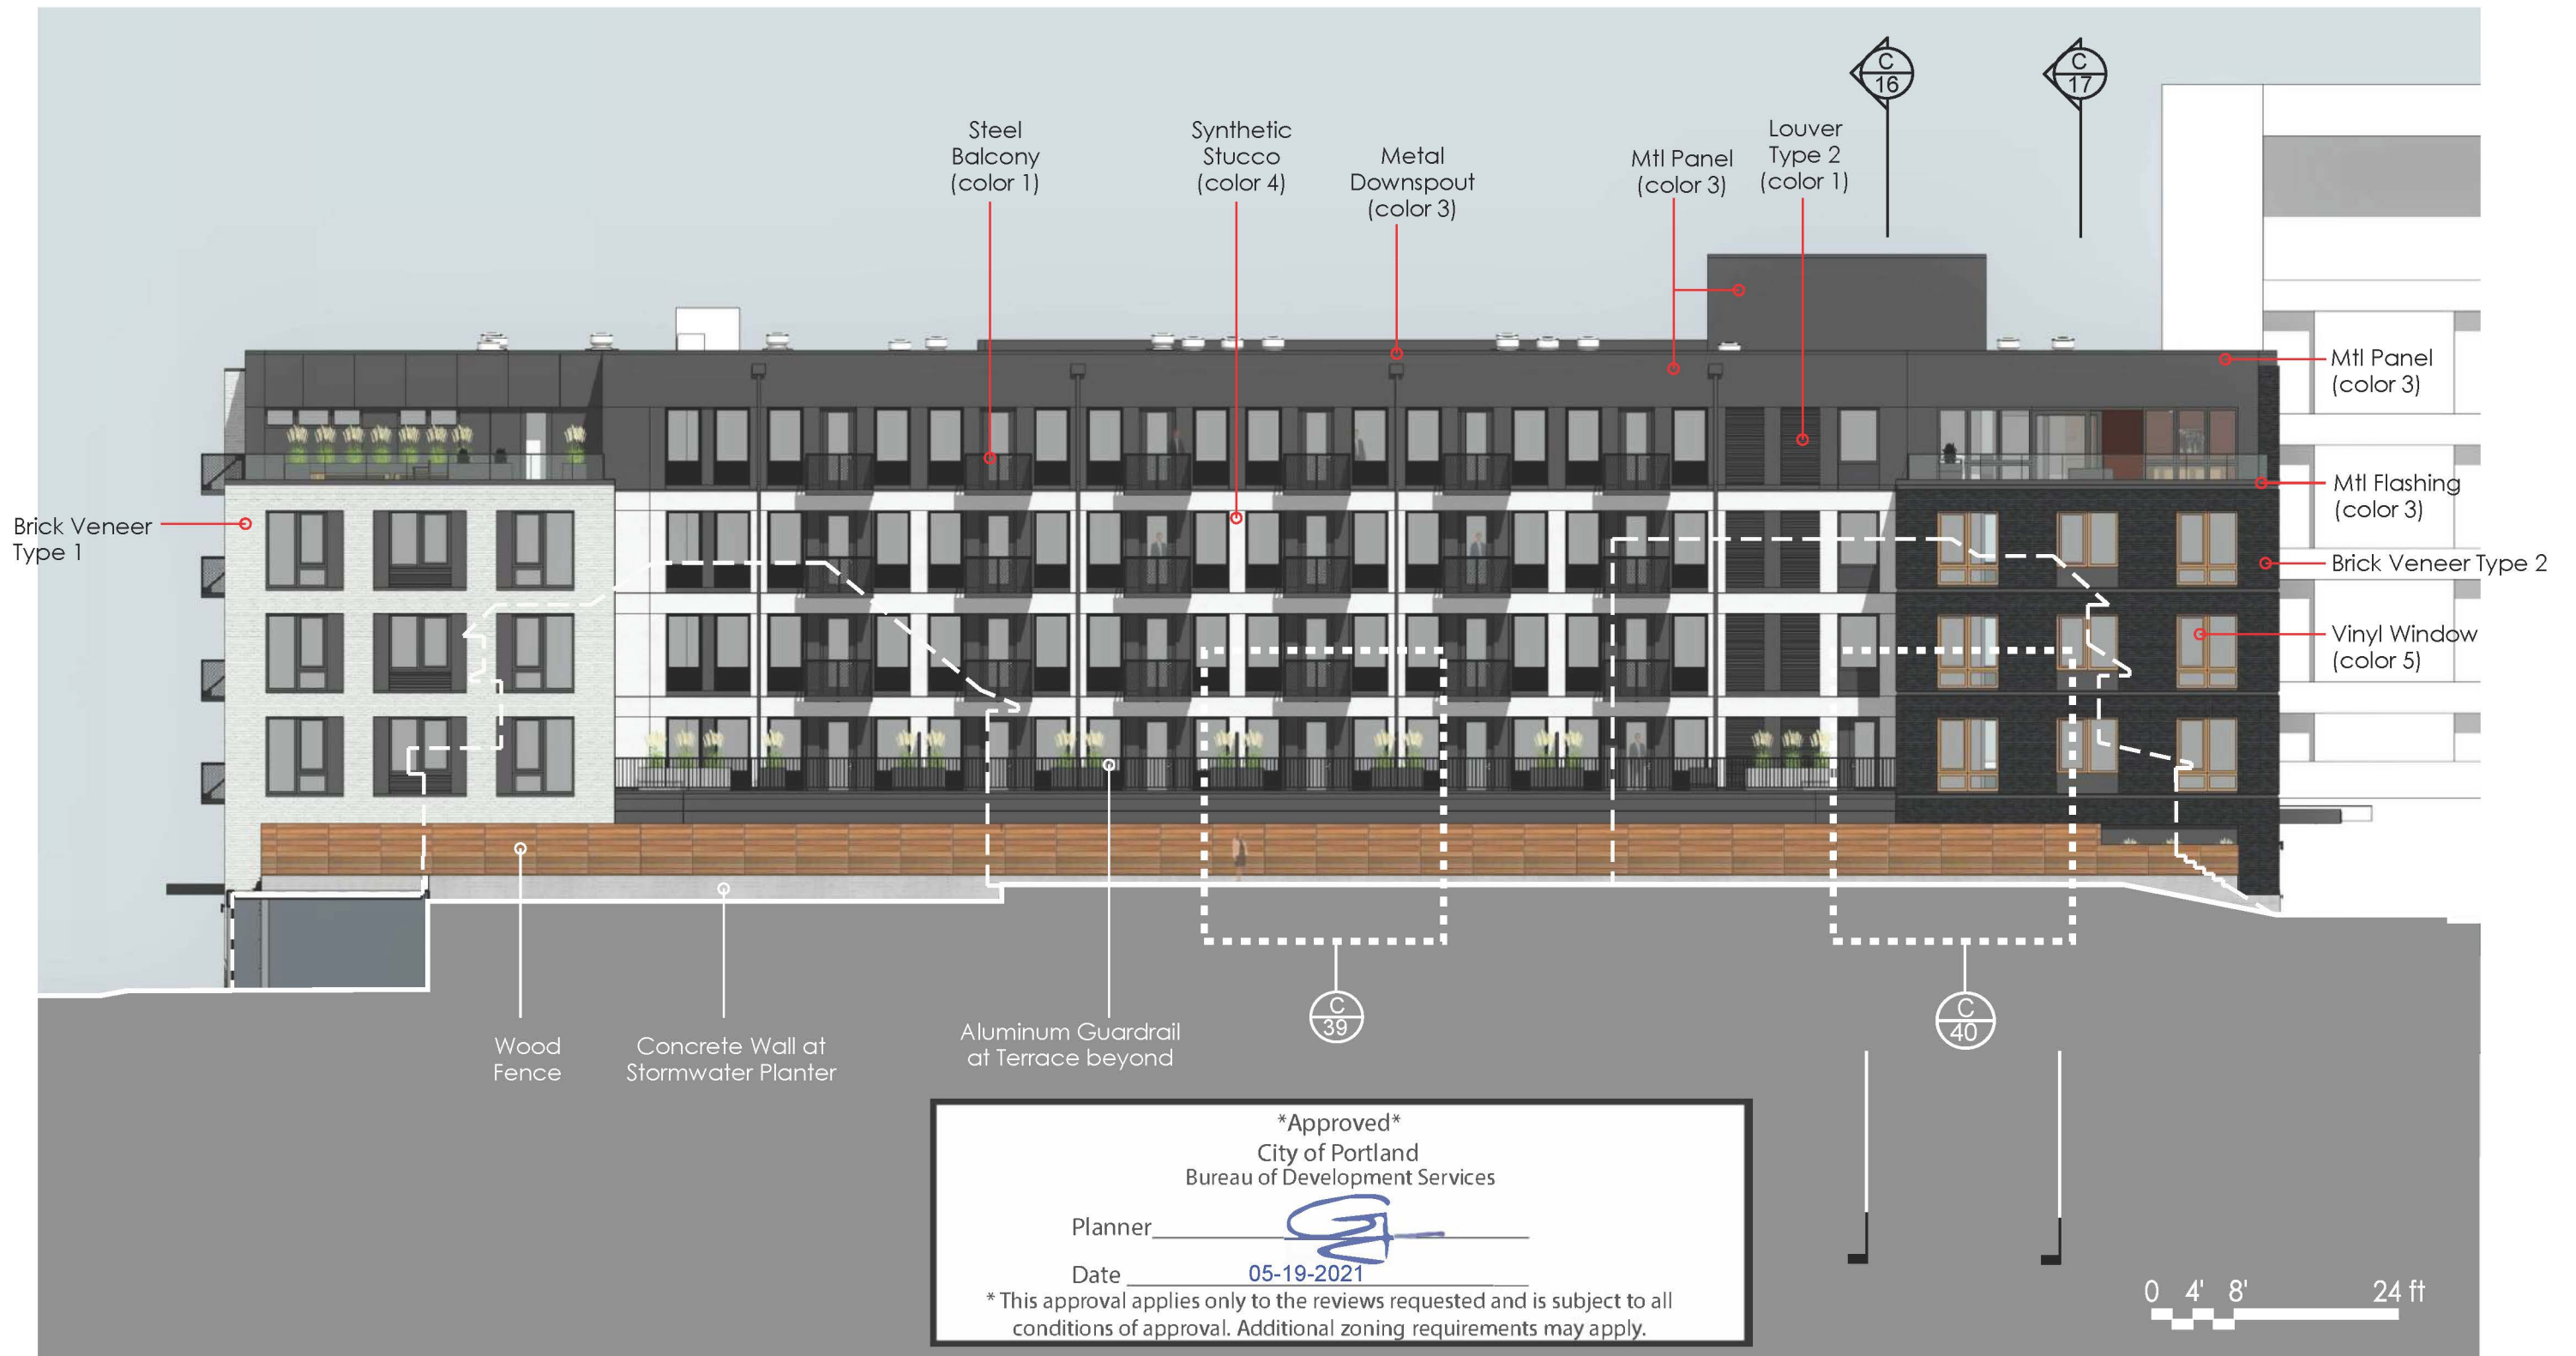 C
16
C
17
Steel
Balcony
(color 1)
Synthetic
Stucco
(color 4)
Metal
Downspout
(color 3)
Mtl Panel
(color 3)
Louver
Type 2
(color 1)
Mtl Panel
(color 3)
Mtl Flashing
(color 3)
Brick Veneer
Type 1
Brick Veneer Type 2
Vinyl Window
(color 5)
Wood
Fence
Concrete Wall at
Stormwater Planter
Aluminum Guardrail
at Terrace beyond
C
39
C
40
*Approved*
City of Portland
Bureau of Development Services
Planner
Date 05-19-2021
* This approval applies only to the reviews requested and is subject to all
conditions of approval. Additional zoning requirements may apply.
0 4' 8' 24 ft